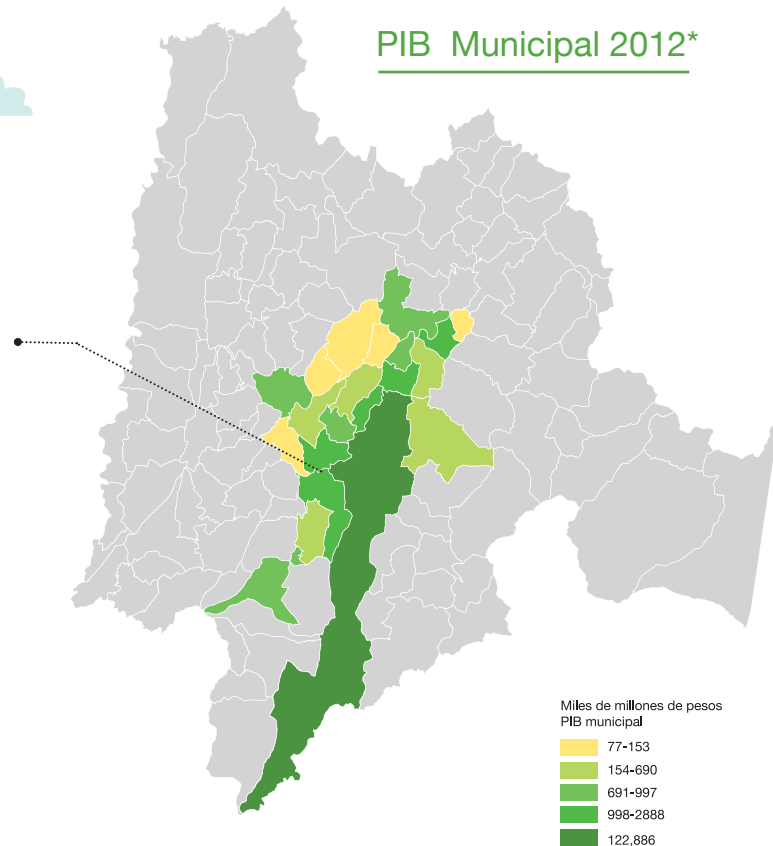 PIB Municipal 2012*
Miles de millones de pesos
PIB municipal
77-153
154-690
691-997
998-2888
122,886